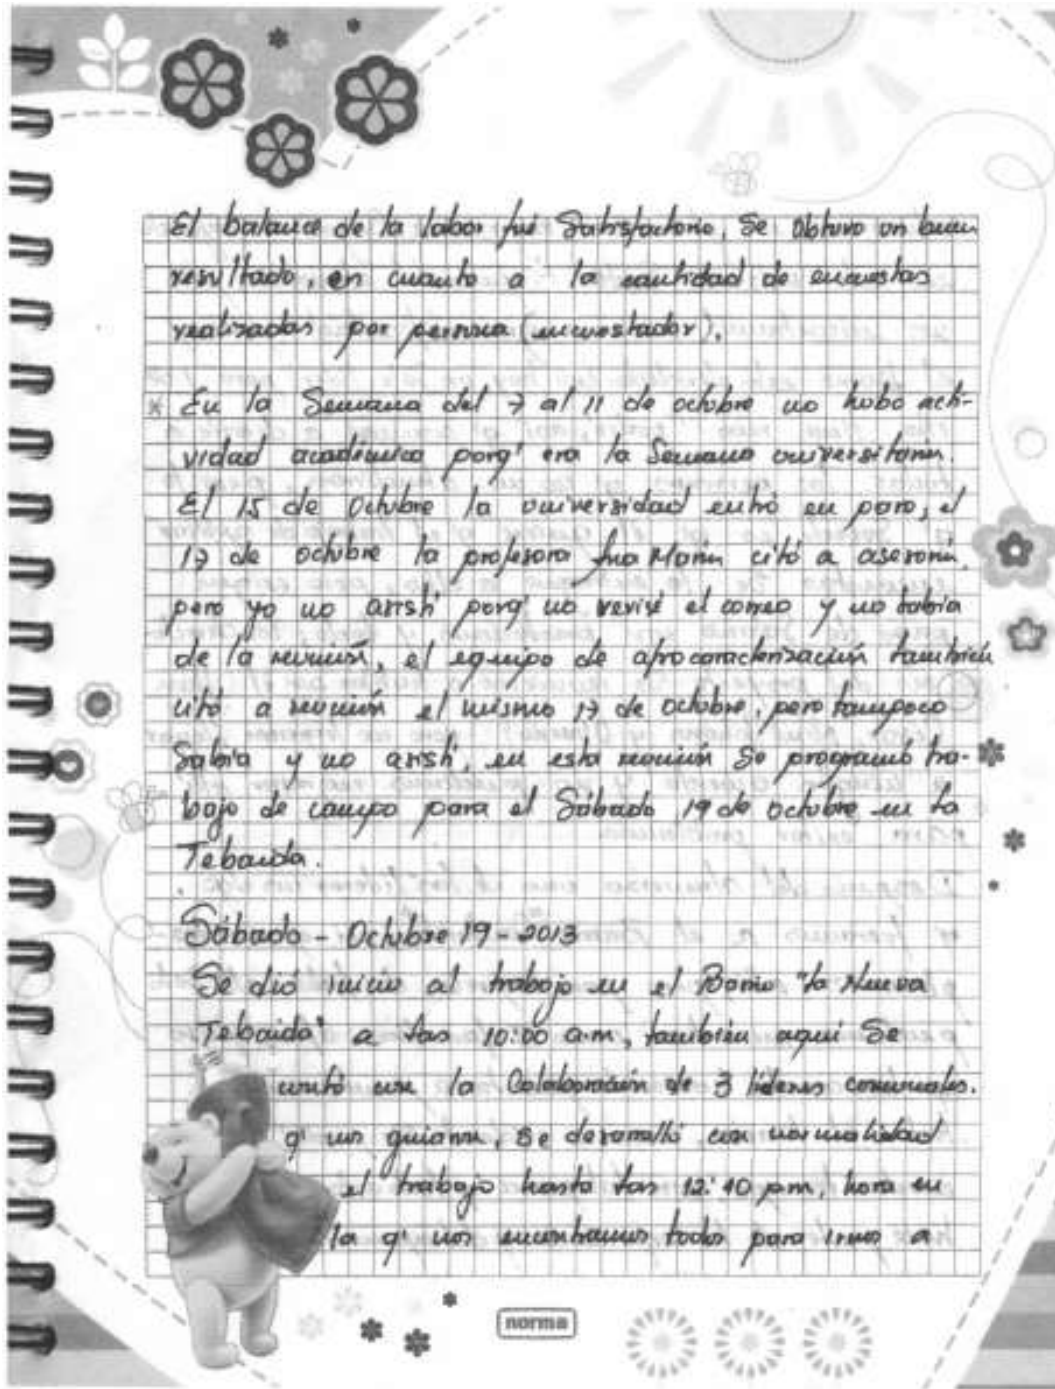 El balance de la labor fué Satisfactorio, Se obtuvo un buen
resultado, en cuanto a la cantidad de encuestas
realizadas por persona (encuestador).
* En la Semana del 7 al 11 de octubre no hubo acti-
vidad académica porq' era la Semana universitaria.
El 15 de Octubre la universidad entró en paro, el
17 de octubre la profesora Ana María citó a asesoría,
pero yo no asistí porq' no revisé el correo y no sabía
de la reunión, el equipo de afrocaracterización también
citó a reunión el mismo 17 de octubre, pero tampoco
Sabía y no asistí, en esta reunión Se programó tra-
bajo de campo para el Sábado 19 de octubre en La
Tebaida.
Sábado - Octubre 19 - 2013
Se dió inicio al trabajo en el Barrio "La Nueva
Tebaida" a las 10:00 a.m, también aquí Se
contó con la Colaboración de 3 líderes comunales.
q' nos guiaron, Se desarrolló con normalidad
el trabajo hasta las 12:40 pm, hora en
la q' nos encontramos todos para irnos a
norma